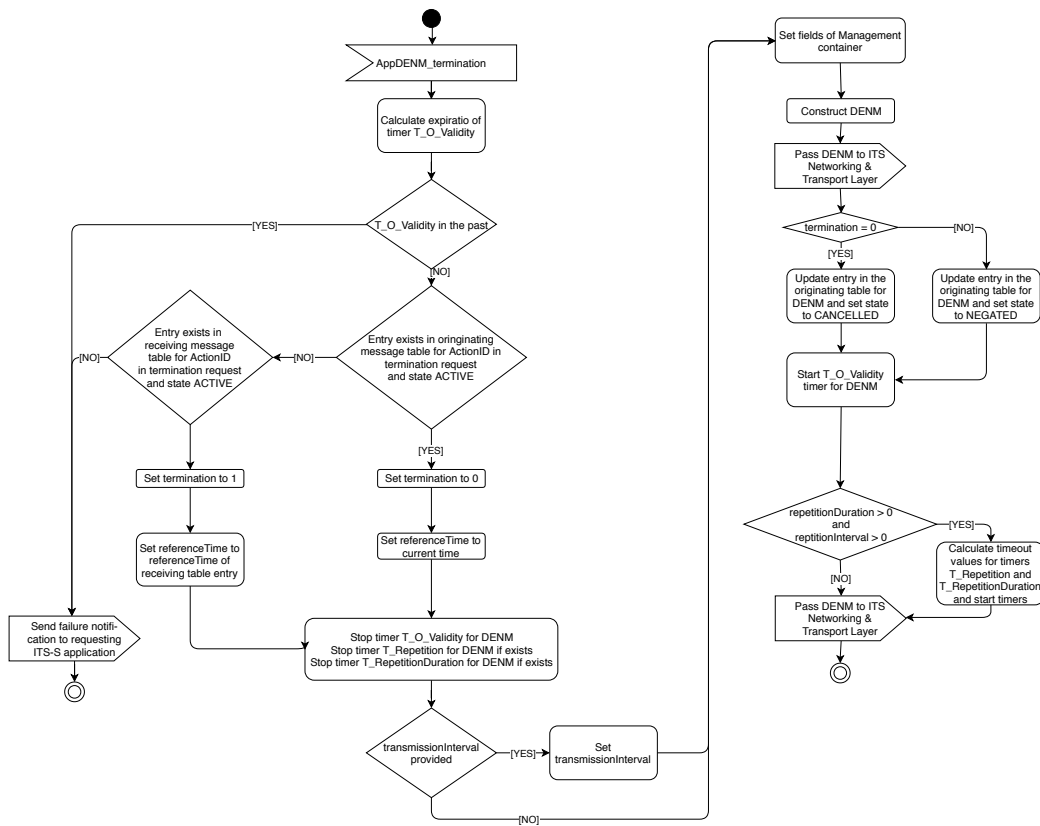 AppDENM_termination
Calculate expiratio of
timer T_O_Validity
T_O_Validity in the past
[YES]
[NO]
Entry exists in oringinating
message table for ActionID in
termination request
and state ACTIVE
[NO]
Entry exists in
receiving message
table for ActionID
in termination request
and state ACTIVE
[NO]
[YES]
Set termination to 1
Set termination to 0
Set referenceTime to
referenceTime of
receiving table entry
Set referenceTime to
current time
Send failure notifi-
cation to requesting
ITS-S application
Stop timer T_O_Validity for DENM
Stop timer T_Repetition for DENM if exists
Stop timer T_RepetitionDuration for DENM if exists
transmissionInterval
provided
[YES]
Set
transmissionInterval
[NO]
Set fields of Management
container
Construct DENM
Pass DENM to ITS
Networking &
Transport Layer
termination = 0
[NO]
[YES]
Update entry in the
originating table for
DENM and set state
to CANCELLED
Update entry in the
originating table for
DENM and set state
to NEGATED
Start T_O_Validity
timer for DENM
repetitionDuration > 0
and
reptitionInterval > 0
[YES]
Calculate timeout
values for timers
T_Repetition and
T_RepetitionDuration
and start timers
[NO]
Pass DENM to ITS
Networking &
Transport Layer